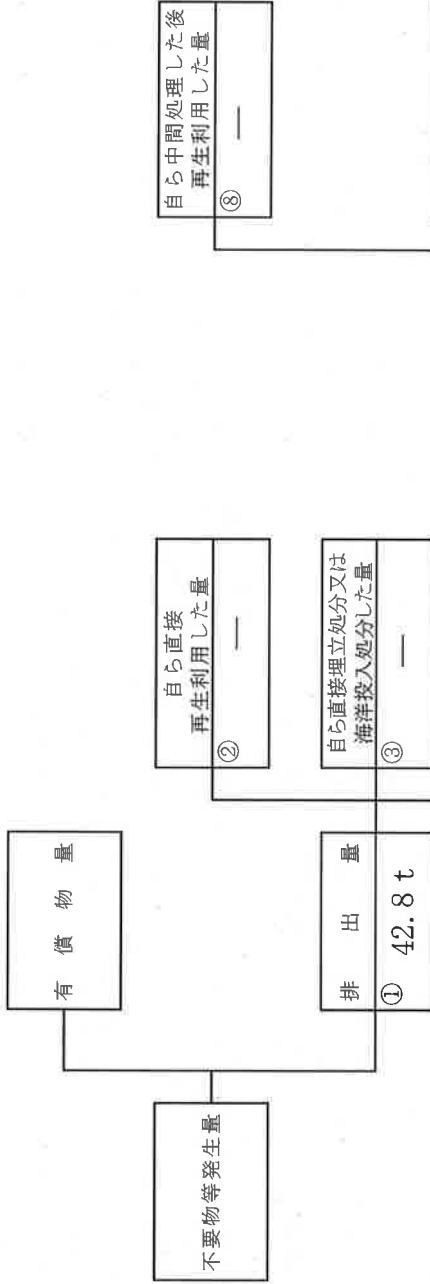 不要物等発生量
有償物量
排出量
① 42.8 t
自ら直接
再生利用した量
② —
自ら直接埋立処分又は
海洋投入処分した量
③ —
自ら中間処理した後
再生利用した量
⑧ —